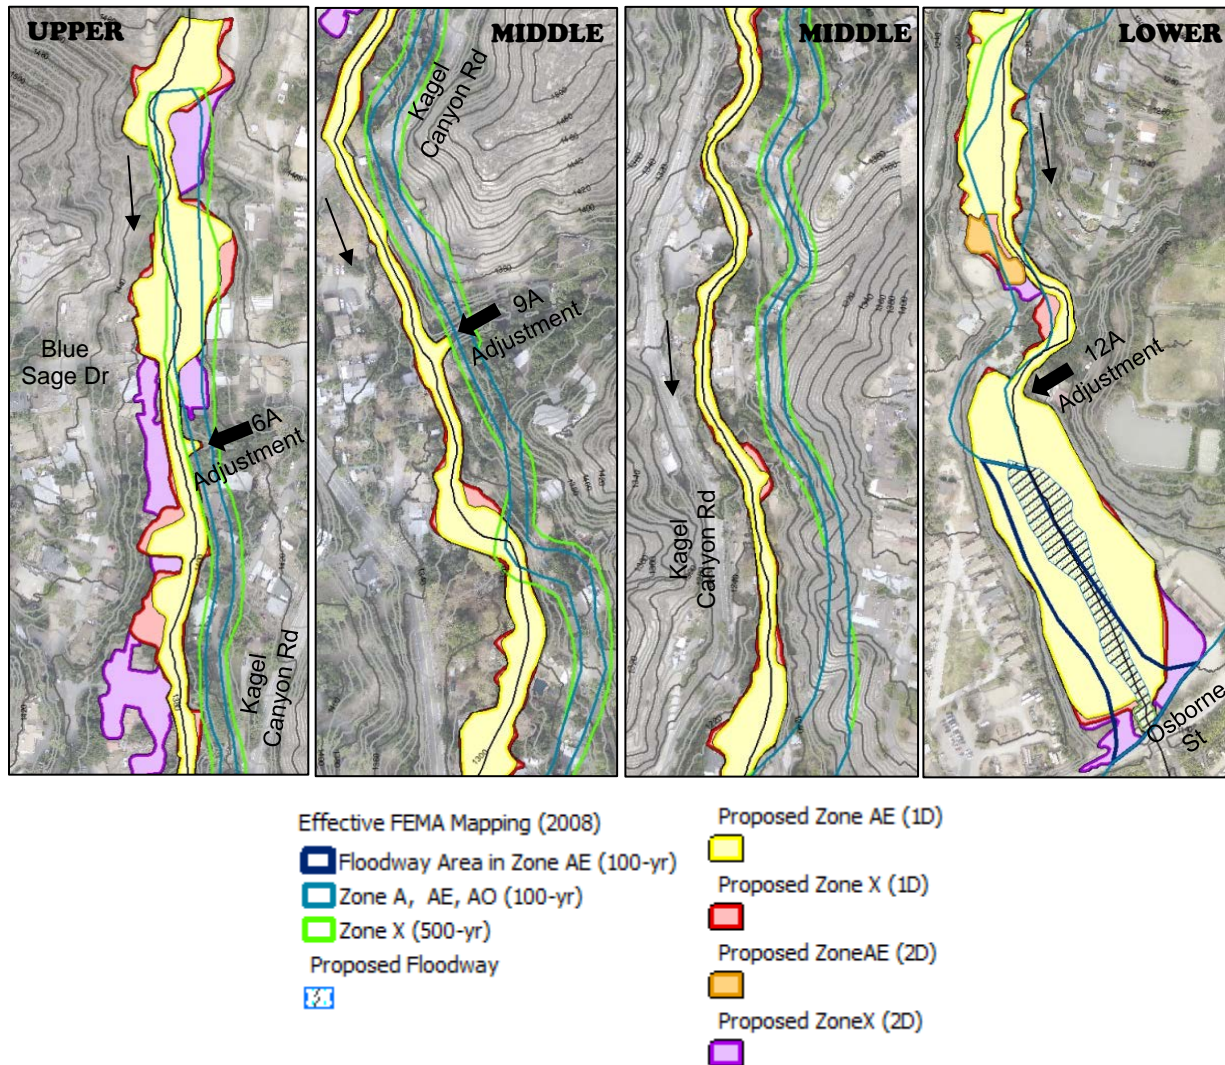 UPPER
Blue
Sage Dr
6A
Adjustment
Kagel
Canyon Rd
MIDDLE
Kagel
Canyon Rd
9A
Adjustment
MIDDLE
Kagel
Canyon Rd
LOWER
12A
Adjustment
Osborne
St
Effective FEMA Mapping (2008)
Floodway Area in Zone AE (100-yr)
Zone A, AE, AO (100-yr)
Zone X (500-yr)
Proposed Floodway
Proposed Zone AE (1D)
Proposed Zone X (1D)
Proposed ZoneAE (2D)
Proposed ZoneX (2D)